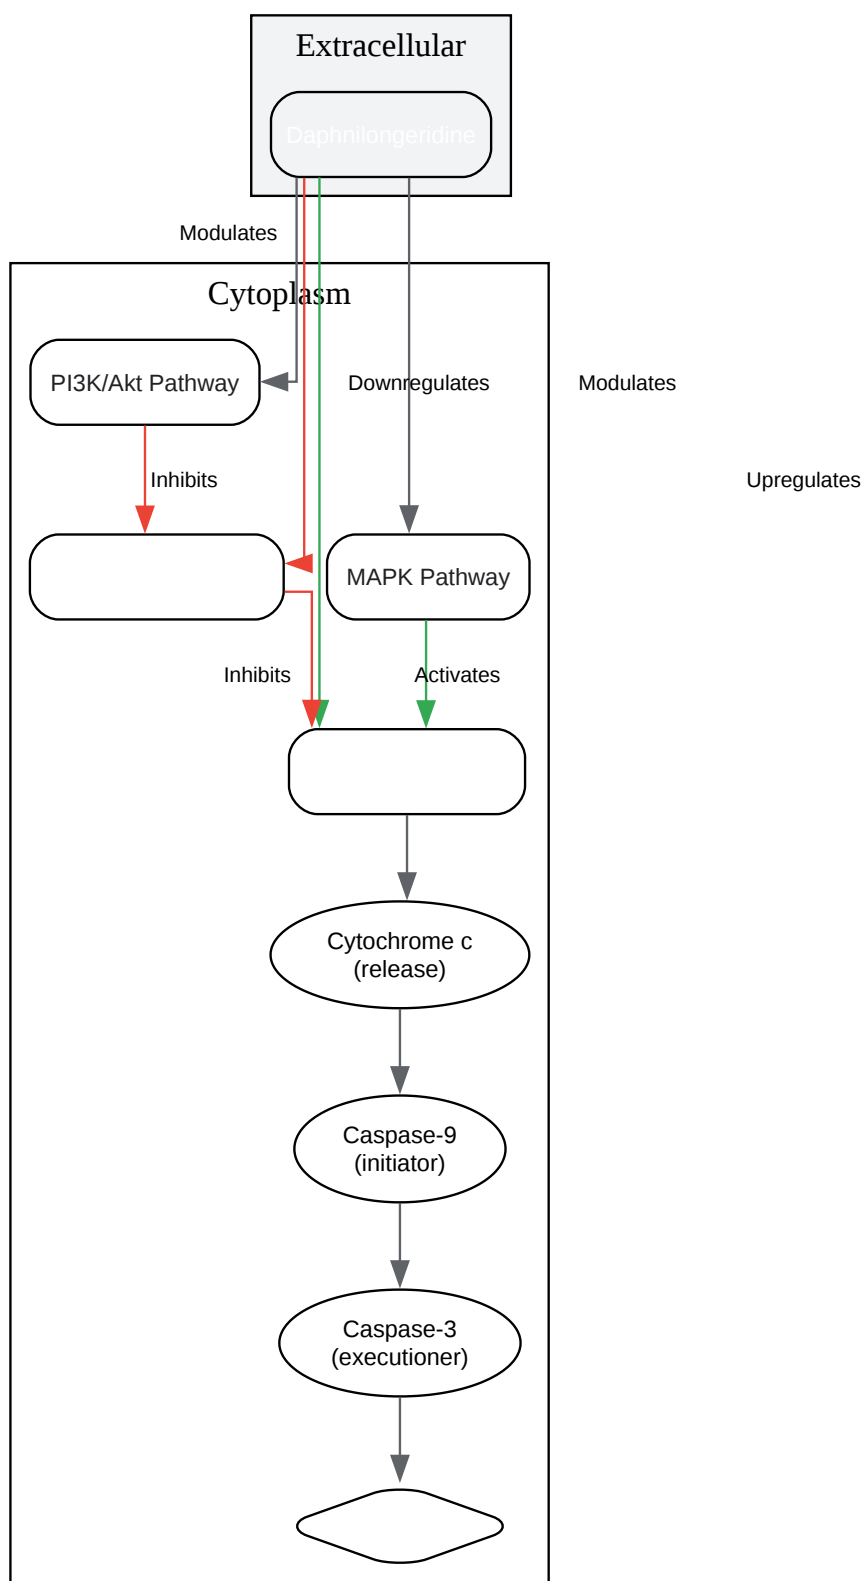 Extracellular
Daphnilongeridine
Modulates
Cytoplasm
PI3K/Akt Pathway
Downregulates
Modulates
Inhibits
Upregulates
MAPK Pathway
Inhibits
Activates
Cytochrome c
(release)
Caspase-9
(initiator)
Caspase-3
(executioner)